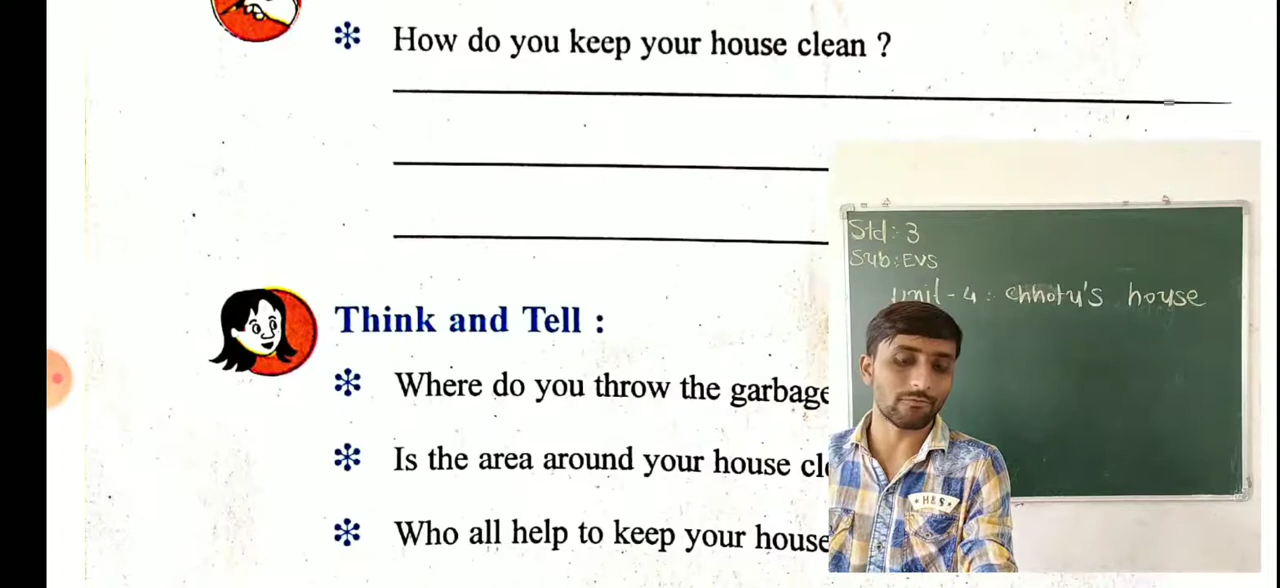 How do you keep your house clean ?
Think and Tell :
Where do you throw the garbage
Is the area around your house
Who all help to keep your house
Std: 3
Sub: EVS
Unit - 4 : Chhotu's house
H&S